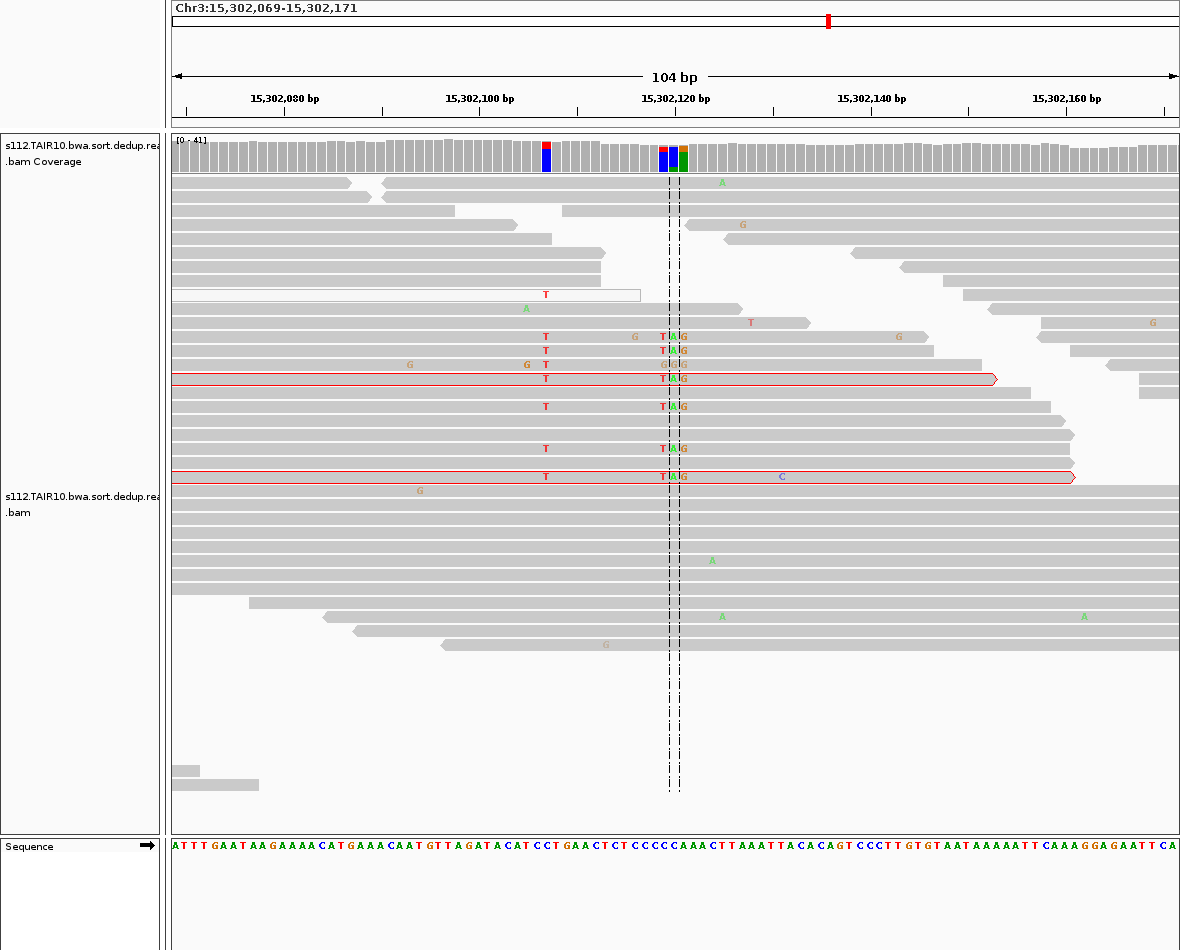 Chr3:15,302,069-15,302,171
104 bp
15,302,080 bp 15,302,100 bp 15,302,120 bp 15,302,140 bp 15,302,160 bp
s112.TAIR10.bwa.sort.dedup.rea
.bam Coverage
[0 - 41]
A
G
T
A
T G
T G T A G G
T T A G
G G T G G G
T T A G
T T A G
T T A G
T T A G C
G
s112.TAIR10.bwa.sort.dedup.rea
.bam
A
A A
G
Sequence
ATTTGAATAAGAAAACATGAAACAATGTTAGATACATCCTGAACTCTCCCCCAAACTTAAATTACACAGTCCCTTGTGTAATAAAAATTCAAAGGAGAATTCA